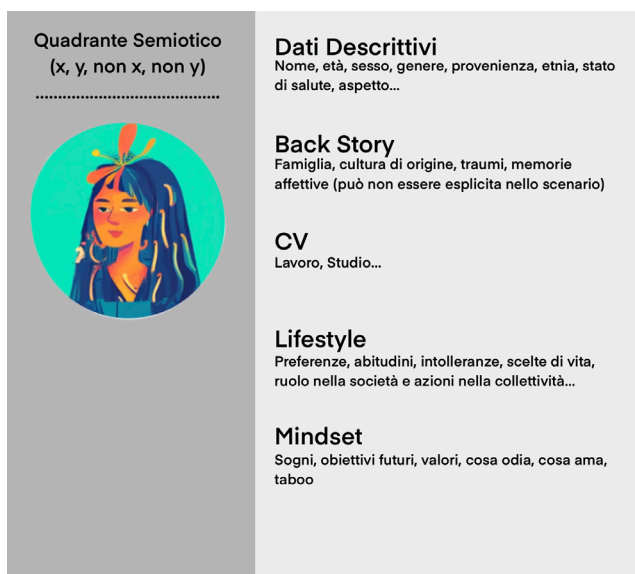 Quadrante Semiotico
(x, y, non x, non y)
Dati Descrittivi
Nome, età, sesso, genere, provenienza, etnia, stato
di salute, aspetto...
Back Story
Famiglia, cultura di origine, traumi, memorie
affettive (può non essere esplicita nello scenario)
CV
Lavoro, Studio...
Lifestyle
Preferenze, abitudini, intolleranze, scelte di vita,
ruolo nella società e azioni nella collettività...
Mindset
Sogni, obiettivi futuri, valori, cosa odia, cosa ama,
taboo